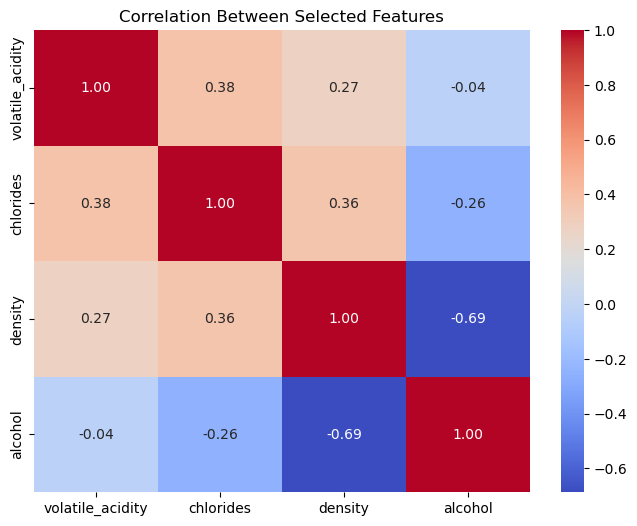 Correlation Between Selected Features
volatile_acidity
1.00 0.38 0.27 -0.04
chlorides
0.38 1.00 0.36 -0.26
density
0.27 0.36 1.00 -0.69
alcohol
-0.04 -0.26 -0.69 1.00
volatile_acidity chlorides density alcohol
1.0
0.8
0.6
0.4
0.2
0.0
−0.2
−0.4
−0.6